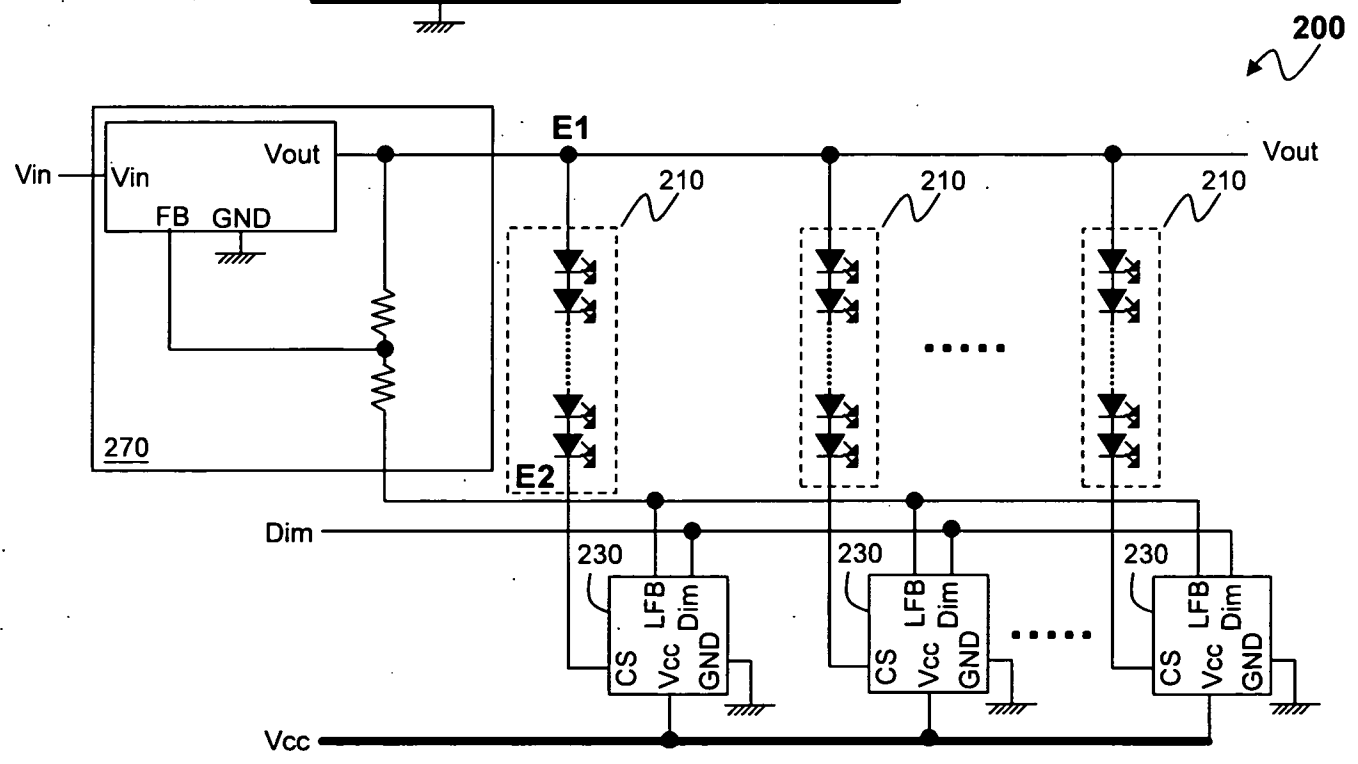 200
E1
Vout
Vout
Vin
Vin
210
210
210
FB
GND
270
E2
Dim
230
230
230
LFB
Dim
LFB
Dim
LFB
Dim
CS
Vcc
GND
CS
Vcc
GND
CS
Vcc
GND
Vcc